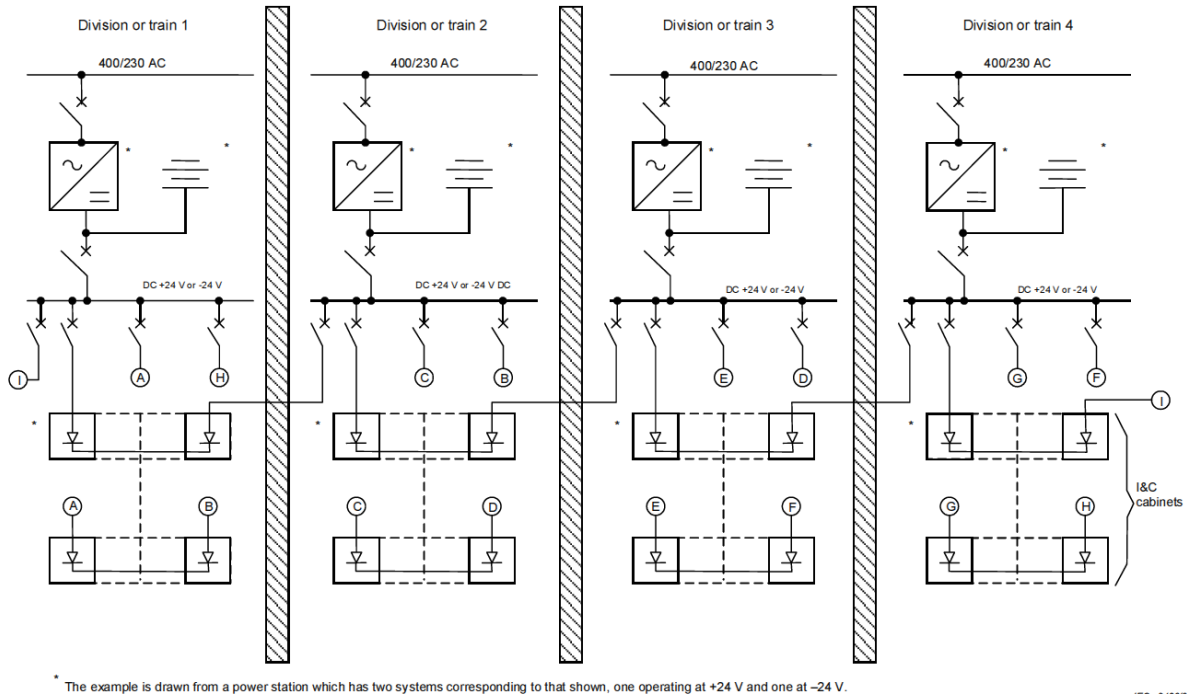 Division or train 1
Division or train 2
Division or train 3
Division or train 4
400/230 AC
400/230 AC
400/230 AC
400/230 AC
*
*
*
*
*
*
*
*
DC +24 V or -24 V
DC +24 V or -24 V DC
DC +24 V or -24 V
DC +24 V or -24 V
I
A
H
C
B
E
D
G
F
I
*
*
*
*
I&C
cabinets
A
B
C
D
E
F
G
H
* The example is drawn from a power station which has two systems corresponding to that shown, one operating at +24 V and one at –24 V.